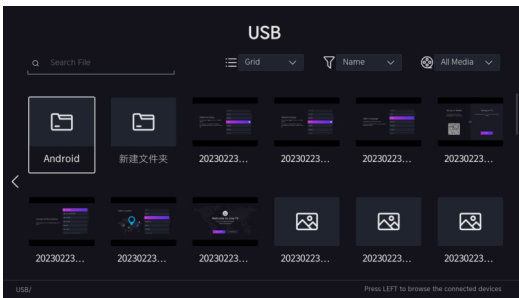 USB
Search File
Grid
Name
All Media
Android
新建文件夹
20230223...
20230223...
20230223...
20230223...
20230223...
20230223...
20230223...
20230223...
20230223...
20230223...
USB/
Press LEFT to browse the connected devices